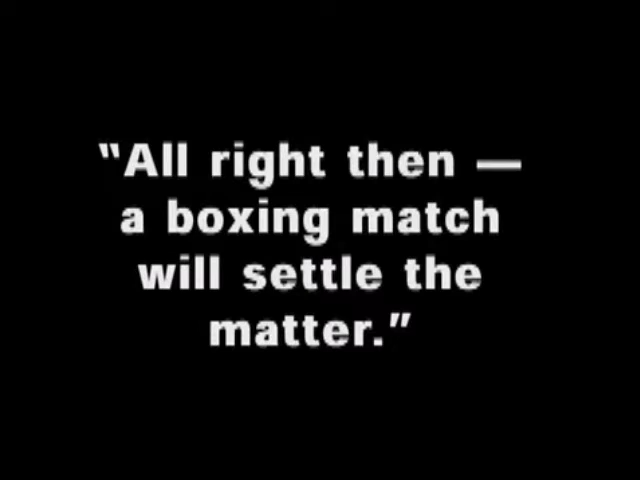 “All right then —
a boxing match
will settle the
matter.”